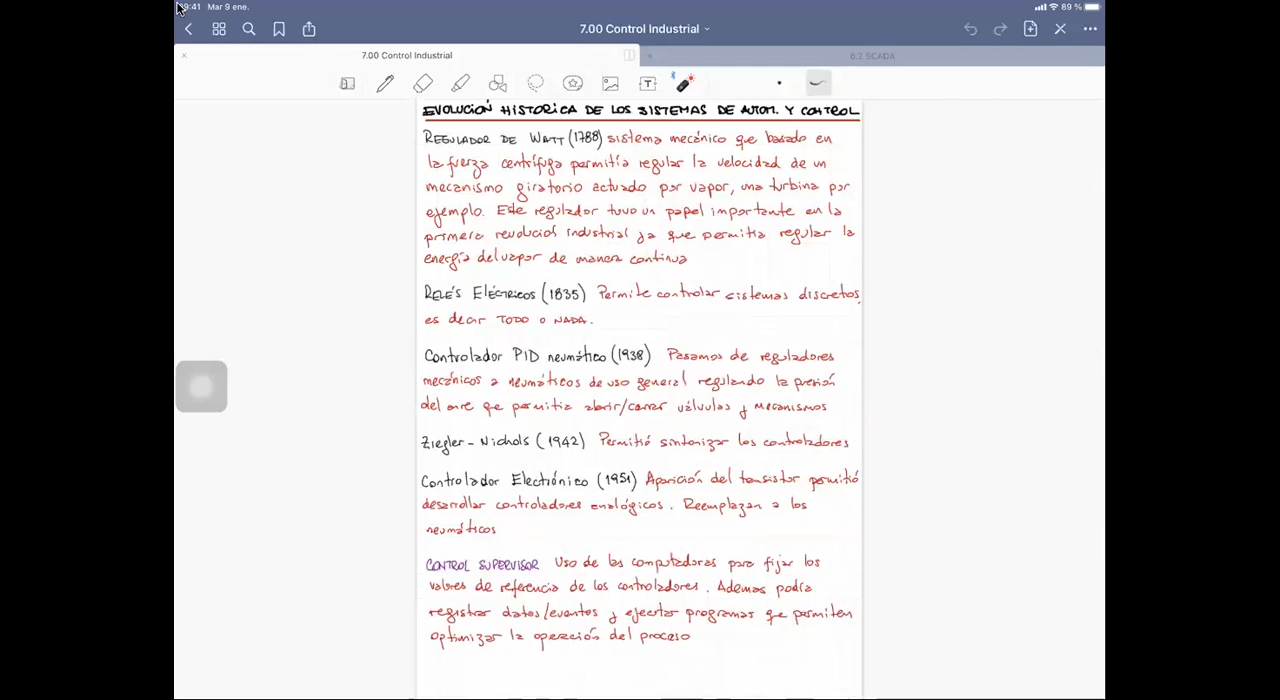 9:41 Mar 9 ene.
89 %
7.00 Control Industrial
7.00 Control Industrial
6.2 SCADA
EVOLUCIÓN HISTORICA DE LOS SISTEMAS DE AUTOM. Y CONTROL
REGULADOR DE WATT (1788) sistema mecánico que basado en
la fuerza centrífuga permitía regular la velocidad de un
mecanismo giratorio actuado por vapor, una turbina por
ejemplo. Este regulador tuvo un papel importante en la
primera revolución industrial ya que permitia regular la
energía del vapor de manera continua
RELÉS ELÉCTRICOS (1835) Permite controlar sistemas discretos,
es decir TODO O NADA.
Controlador PID neumático (1938) Pasamos de reguladores
mecánicos a neumáticos de uso general regulando la presión
del aire que permitia abrir/cerrar válvulas y mecanismos
Ziegler-Nichols (1942) Permitió sintonizar los controladores
Controlador Electrónico (1951) Aparición del transistor permitió
desarrollar controladores analógicos. Reemplazan a los
neumáticos
CONTROL SUPERVISOR Uso de las computadoras para fijar los
valores de referencia de los controladores. Ademas podía
registrar datos/eventos y ejecutar programas que permiten
optimizar la operación del proceso